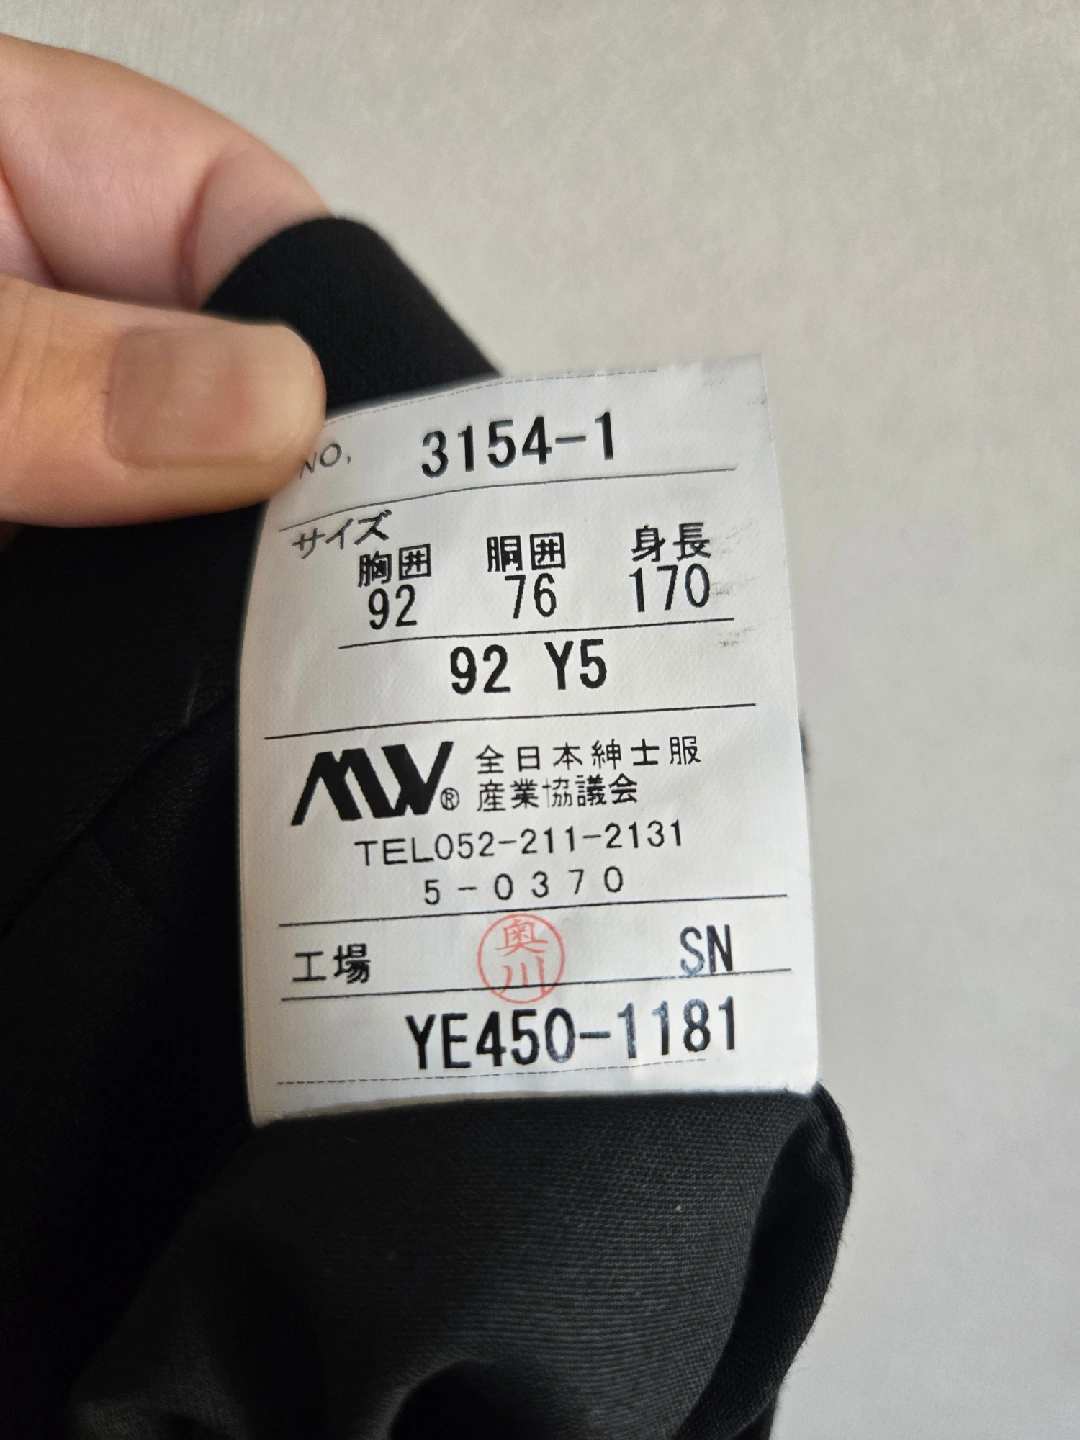 NO, 3154-1
サイズ
胸囲 胴囲 身長
92 76 170
92 Y5
MW® 全日本紳士服
産業協議会
TEL052-211-2131
5-0370
工場 奥川 SN
YE450-1181